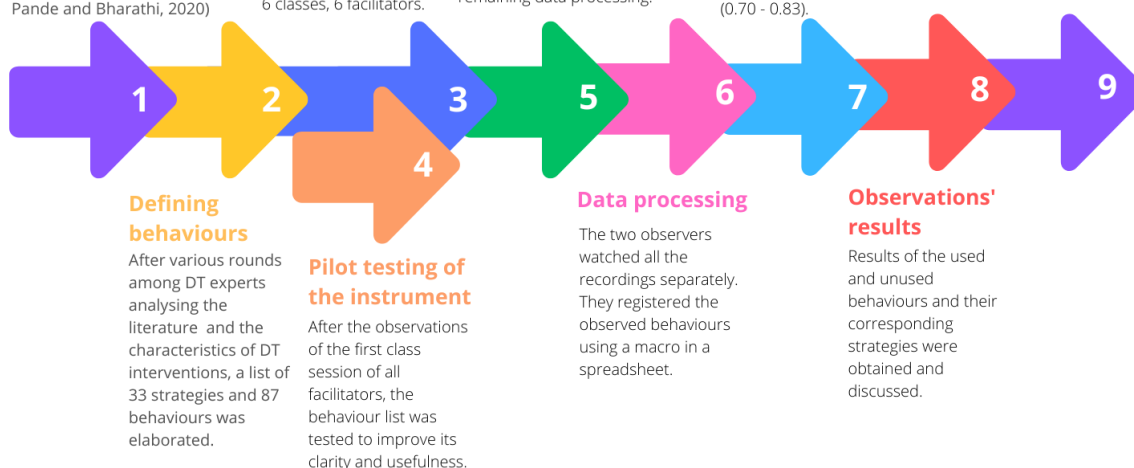 Pande and Bharathi, 2020)
6 classes, 6 facilitators.
remaining data processing.
(0.70 - 0.83).
1
2
3
4
5
6
7
8
9
Defining
behaviours
After various rounds
among DT experts
analysing the
literature and the
characteristics of DT
interventions, a list of
33 strategies and 87
behaviours was
elaborated.
Pilot testing of
the instrument
After the observations
of the first class
session of all
facilitators, the
behaviour list was
tested to improve its
clarity and usefulness.
Data processing
The two observers
watched all the
recordings separately.
They registered the
observed behaviours
using a macro in a
spreadsheet.
Observations'
results
Results of the used
and unused
behaviours and their
corresponding
strategies were
obtained and
discussed.